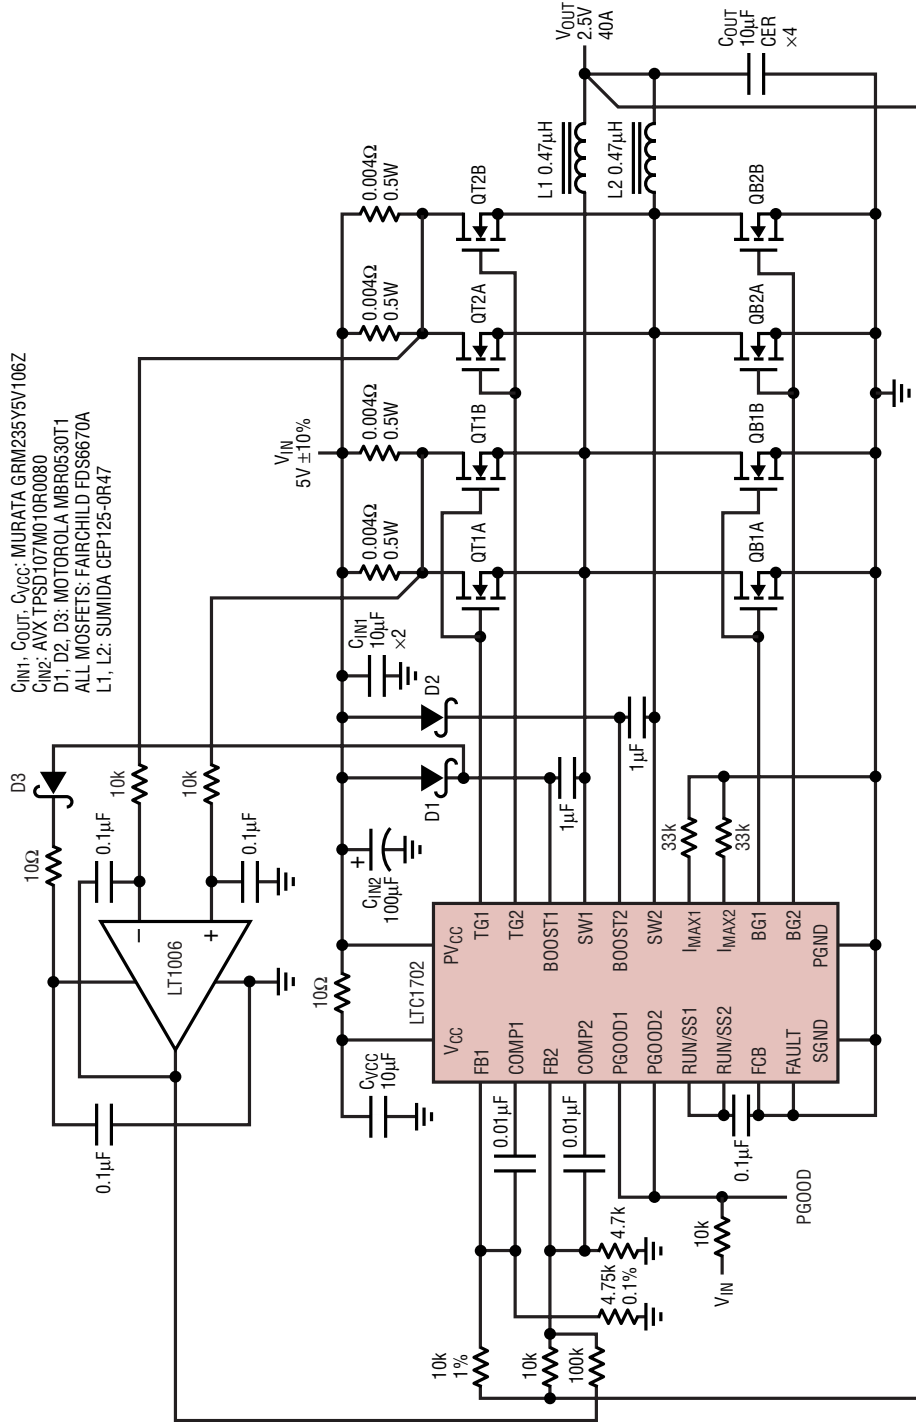 CIN1, COUT, CVCC: MURATA GRM235Y5V106Z
CIN2: AVX TPSD107M010R0080
D1, D2, D3: MOTOROLA MBR0530T1
ALL MOSFETS: FAIRCHILD FDS6670A
L1, L2: SUMIDA CEP125-0R47
D3
10Ω
0.1µF
10k
10k
0.1µF
LT1006
–
+
0.1µF
VIN
5V ±10%
0.004Ω
0.5W
0.004Ω
0.5W
0.004Ω
0.5W
0.004Ω
0.5W
CIN1
10µF
×2
D2
D1
+
CIN2
100µF
10Ω
CVCC
10µF
1µF
1µF
QT1A
QT1B
QT2A
QT2B
L1 0.47µH
L2 0.47µH
VOUT
2.5V
40A
COUT
10µF
CER
×4
QB1A
QB1B
QB2A
QB2B
33k
33k
LTC1702
VCC
PVCC
FB1
TG1
COMP1
TG2
FB2
BOOST1
COMP2
SW1
PGOOD1
BOOST2
PGOOD2
SW2
RUN/SS1
IMAX1
RUN/SS2
IMAX2
FCB
BG1
FAULT
BG2
SGND
PGND
0.01µF
0.01µF
0.1µF
4.7k
4.75k
0.1%
10k
1%
10k
100k
10k
VIN
PGOOD